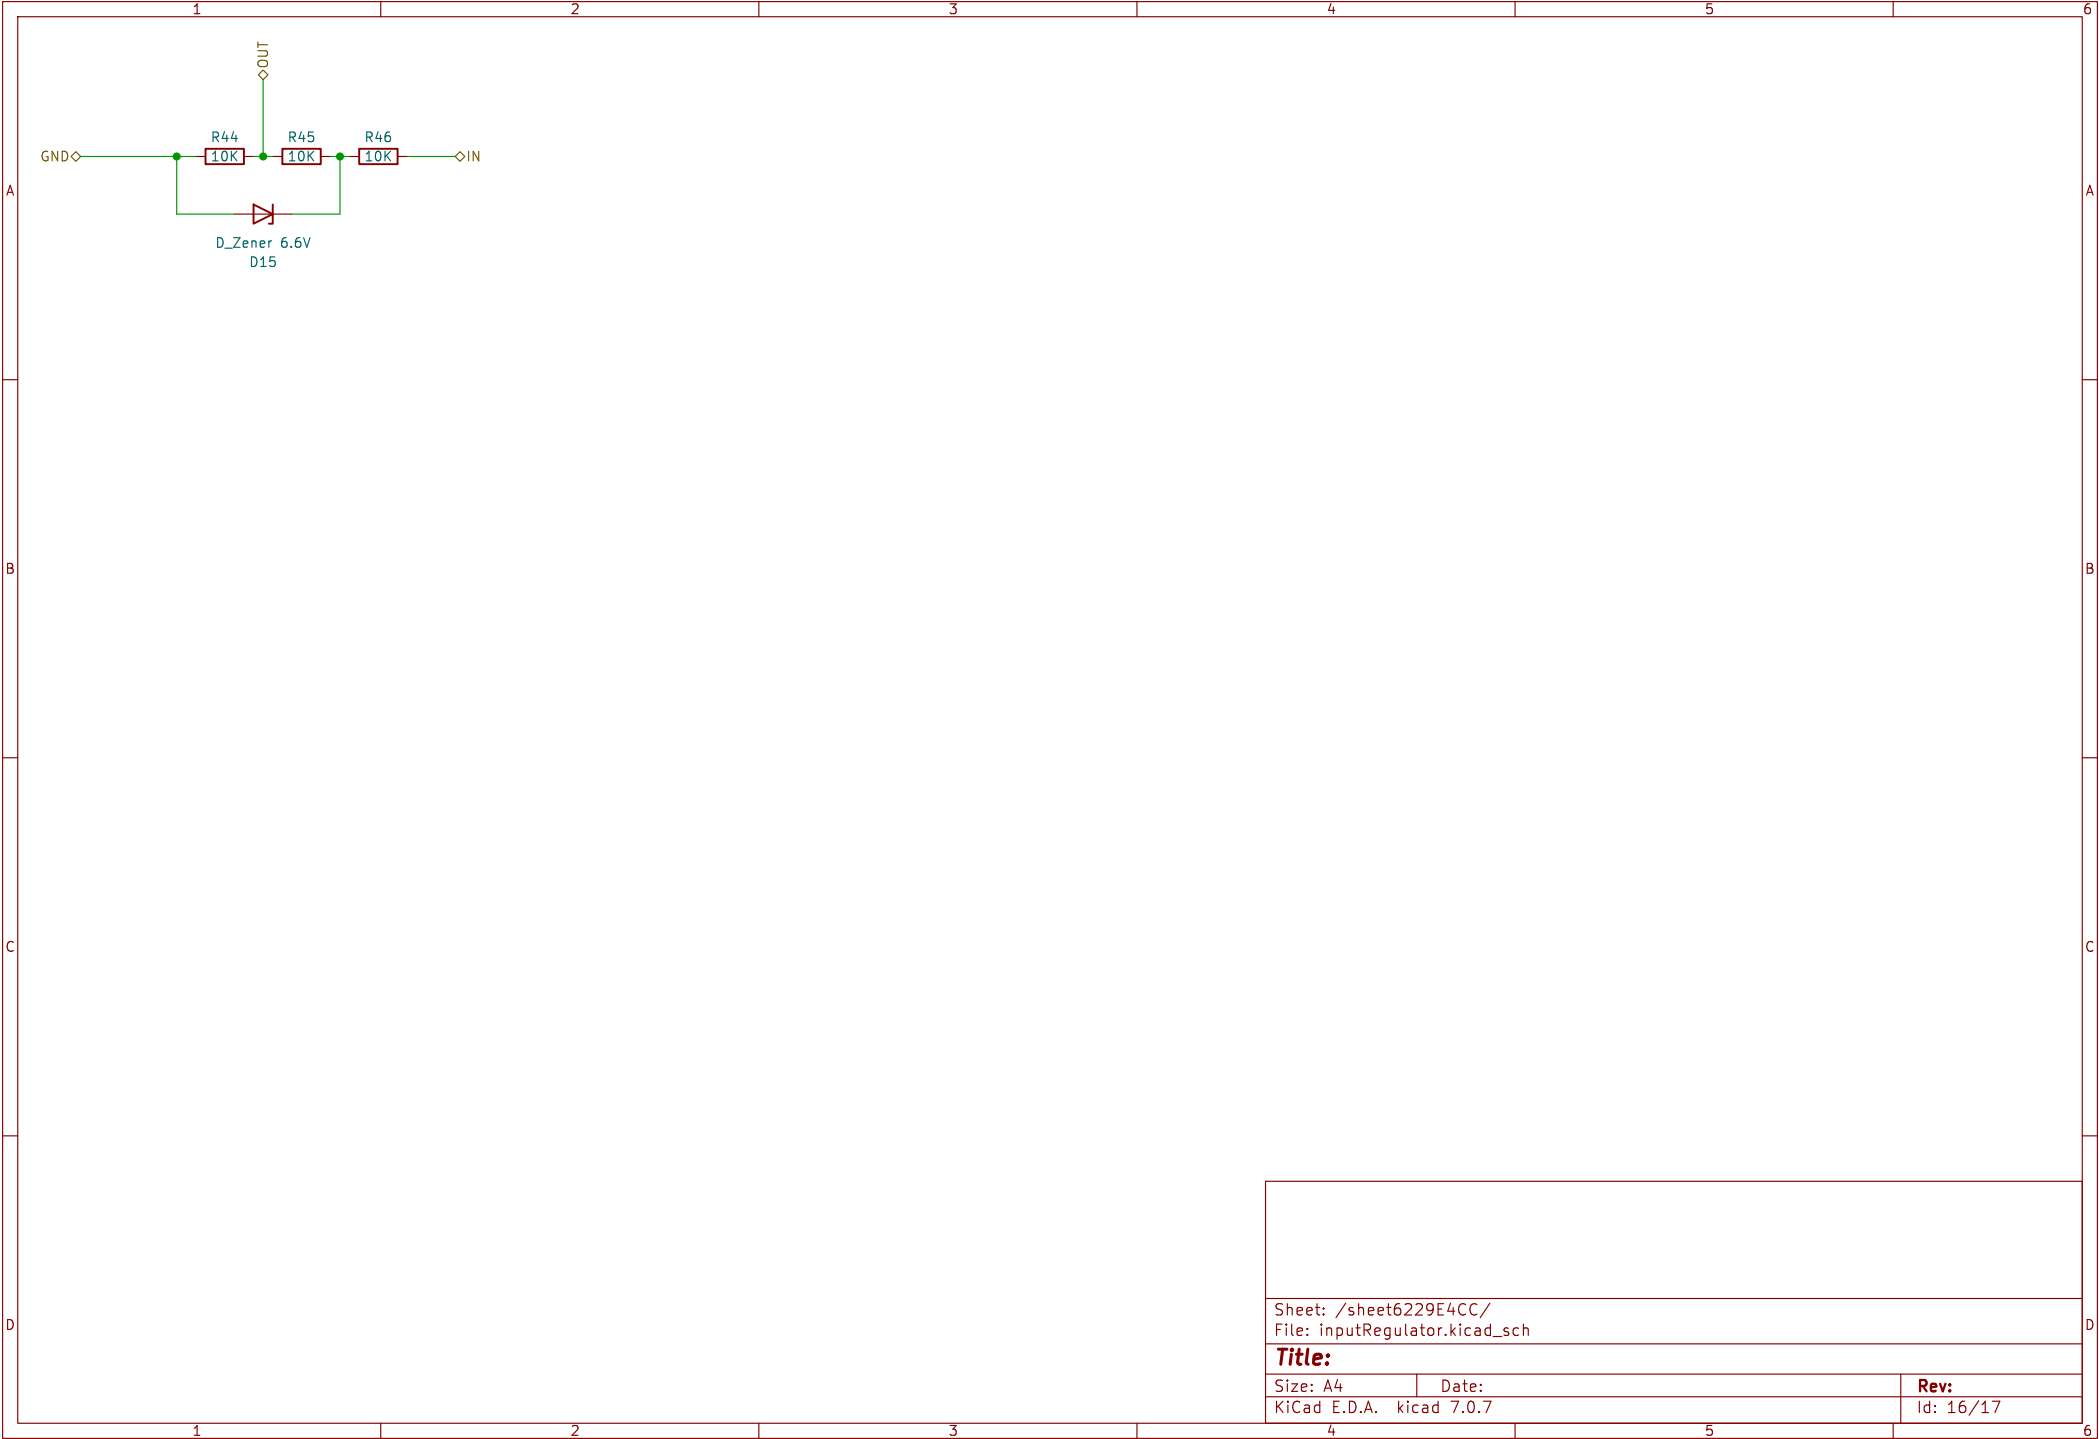 1 2 3 4 5 6
OUT
R44 R45 R46
GND 10K 10K 10K IN
A A
D_Zener 6.6V
D15
B B
C C
Sheet: /sheet6229E4CC/
D D
File: inputRegulator.kicad_sch
Title:
Size: A4 Date: Rev:
KiCad E.D.A. kicad 7.0.7 Id: 16/17
1 2 3 4 5 6